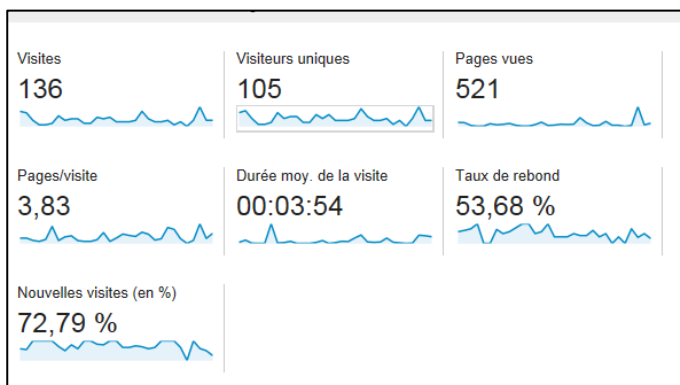 Visites
136
Visiteurs uniques
105
Pages vues
521
Pages/visite
3,83
Durée moy. de la visite
00:03:54
Taux de rebond
53,68 %
Nouvelles visites (en %)
72,79 %